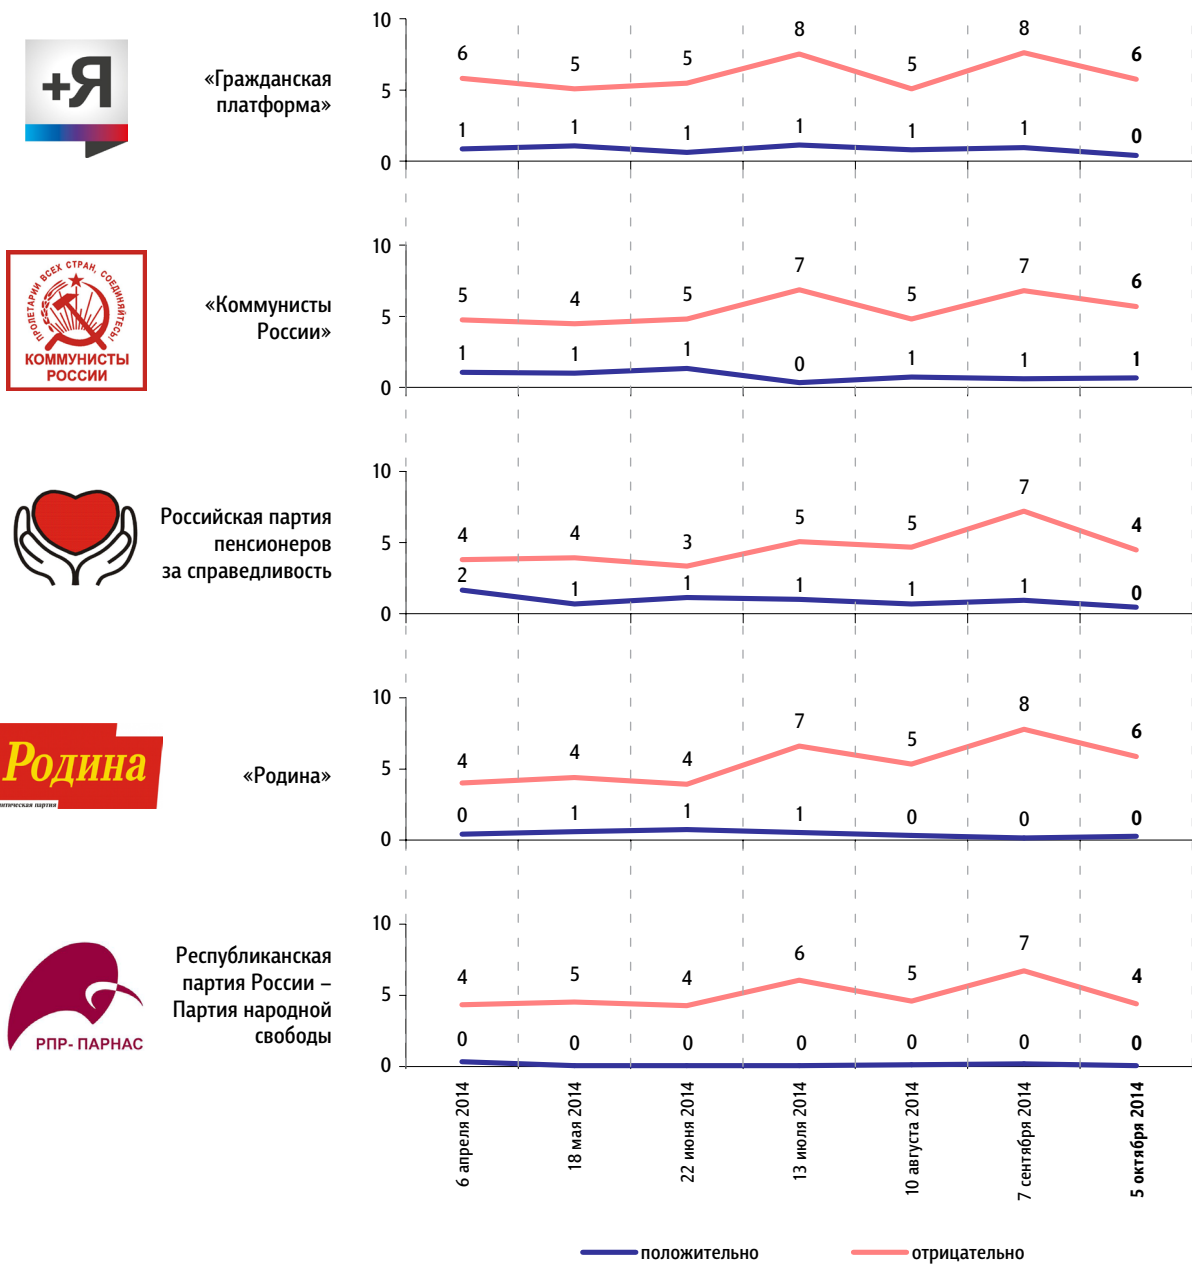 +Я
«Гражданская
платформа»
10
5
0
6 5 5 8 5 8 6
1 1 1 1 1 1 0
ПРОЛЕТАРИИ ВСЕХ СТРАН, СОЕДИНЯЙТЕСЬ!
КОММУНИСТЫ
РОССИИ
«Коммунисты
России»
10
5
0
5 4 5 7 5 7 6
1 1 1 0 1 1 1
Российская партия
пенсионеров
за справедливость
10
5
0
4 4 3 5 5 7 4
2 1 1 1 1 1 0
Родина
партия
«Родина»
10
5
0
4 4 4 7 5 8 6
0 1 1 1 0 0 0
РПР- ПАРНАС
Республиканская
партия России –
Партия народной
свободы
10
5
0
4 5 4 6 5 7 4
0 0 0 0 0 0 0
6 апреля 2014
18 мая 2014
22 июня 2014
13 июля 2014
10 августа 2014
7 сентября 2014
5 октября 2014
положительно
отрицательно